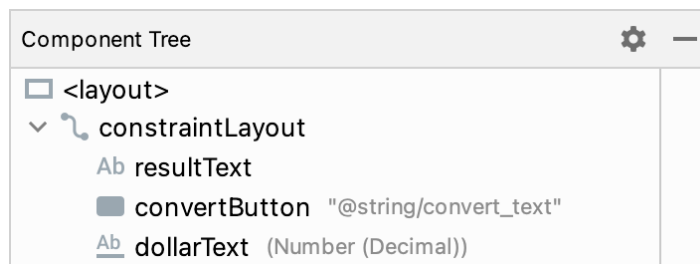 Component Tree
<layout>
constraintLayout
Ab resultText
convertButton "@string/convert_text"
Ab dollarText (Number (Decimal))